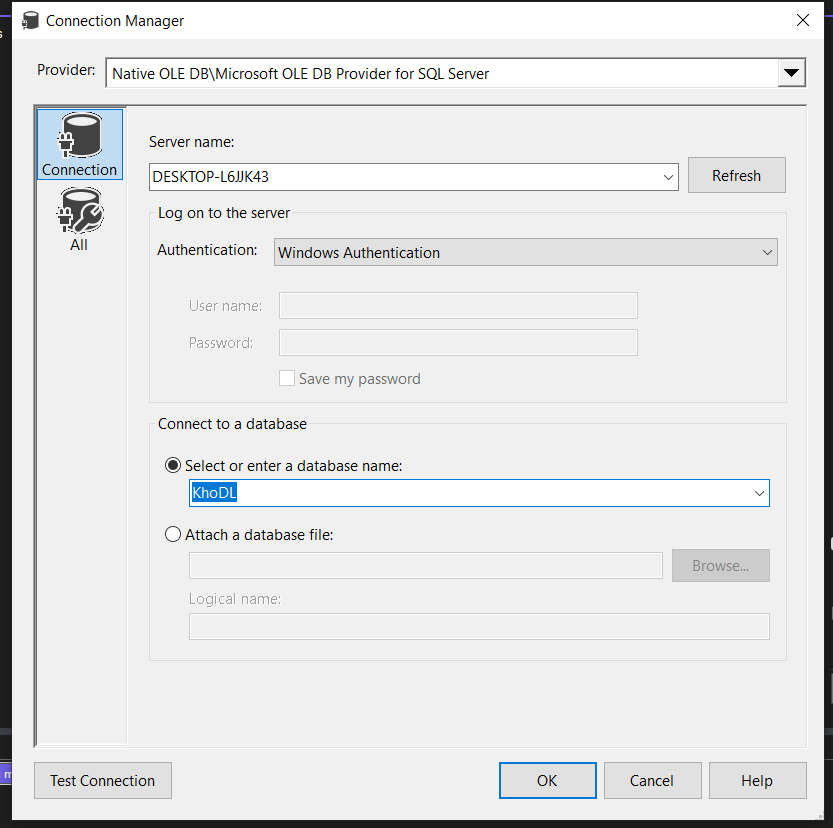 Connection Manager
Provider:
Native OLE DB\Microsoft OLE DB Provider for SQL Server
Connection
All
Server name:
DESKTOP-L6JJK43
Refresh
Log on to the server
Authentication:
Windows Authentication
User name:
Password:
Save my password
Connect to a database
Select or enter a database name:
KhoDL
Attach a database file:
Browse...
Logical name:
Test Connection
OK
Cancel
Help